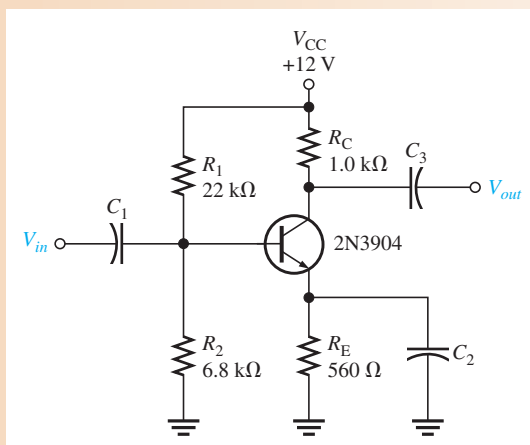 V_CC
+12 V
R_C
1.0 kΩ
C_3
V_out
R_1
22 kΩ
C_1
V_in
2N3904
R_2
6.8 kΩ
R_E
560 Ω
C_2